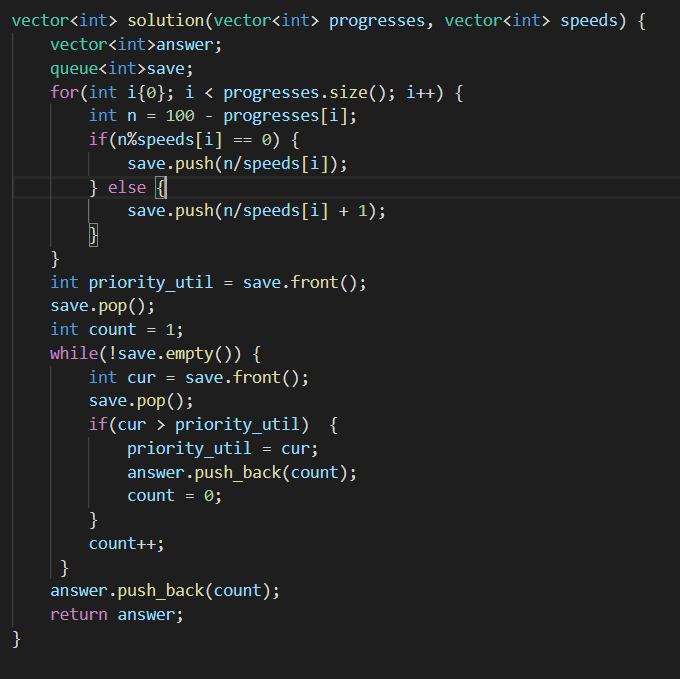 vector<int> solution(vector<int> progresses, vector<int> speeds) {
    vector<int>answer;
    queue<int>save;
    for(int i{0}; i < progresses.size(); i++) {
        int n = 100 - progresses[i];
        if(n%speeds[i] == 0) {
            save.push(n/speeds[i]);
        } else {
            save.push(n/speeds[i] + 1);
        }
    }
    int priority_util = save.front();
    save.pop();
    int count = 1;
    while(!save.empty()) {
        int cur = save.front();
        save.pop();
        if(cur > priority_util)  {
            priority_util = cur;
            answer.push_back(count);
            count = 0;
        }
        count++;
     }
    answer.push_back(count);
    return answer;
}